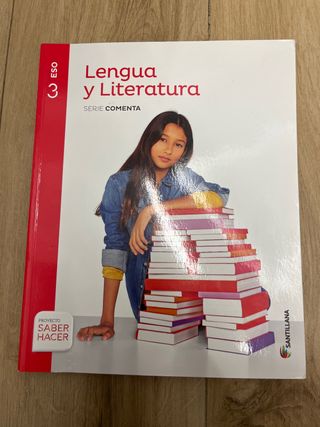 3 ESO
Lengua
y Literatura
SERIE COMENTA
PROYECTO
SABER
HACER
SANTILLANA